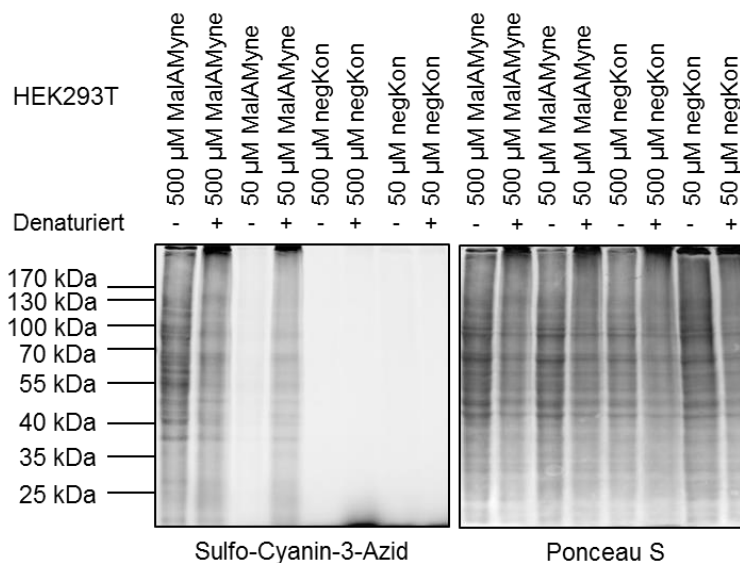 HEK293T
500 µM MalAMyne
500 µM MalAMyne
50 µM MalAMyne
50 µM MalAMyne
500 µM negKon
500 µM negKon
50 µM negKon
50 µM negKon
500 µM MalAMyne
500 µM MalAMyne
50 µM MalAMyne
50 µM MalAMyne
500 µM negKon
500 µM negKon
50 µM negKon
50 µM negKon
Denaturiert - + - + - + - + - + - + - + - +
170 kDa
130 kDa
100 kDa
70 kDa
55 kDa
40 kDa
35 kDa
25 kDa
Sulfo-Cyanin-3-Azid
Ponceau S